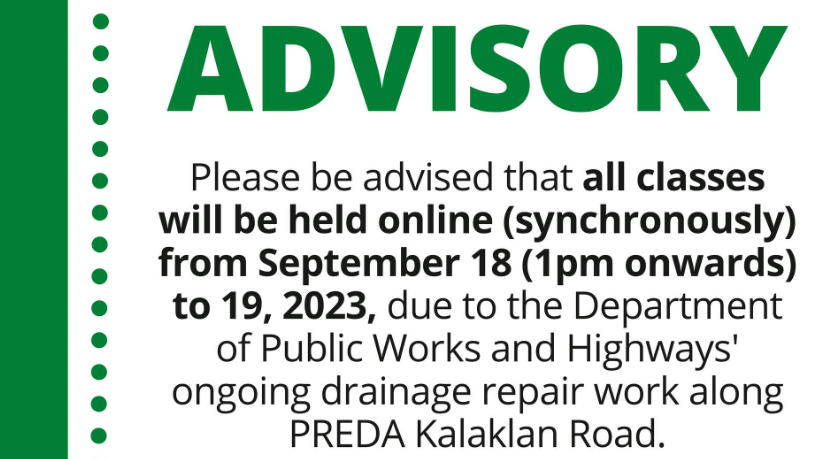 ADVISORY
Please be advised that all classes
will be held online (synchronously)
from September 18 (1pm onwards)
to 19, 2023, due to the Department
of Public Works and Highways'
ongoing drainage repair work along
PREDA Kalaklan Road.